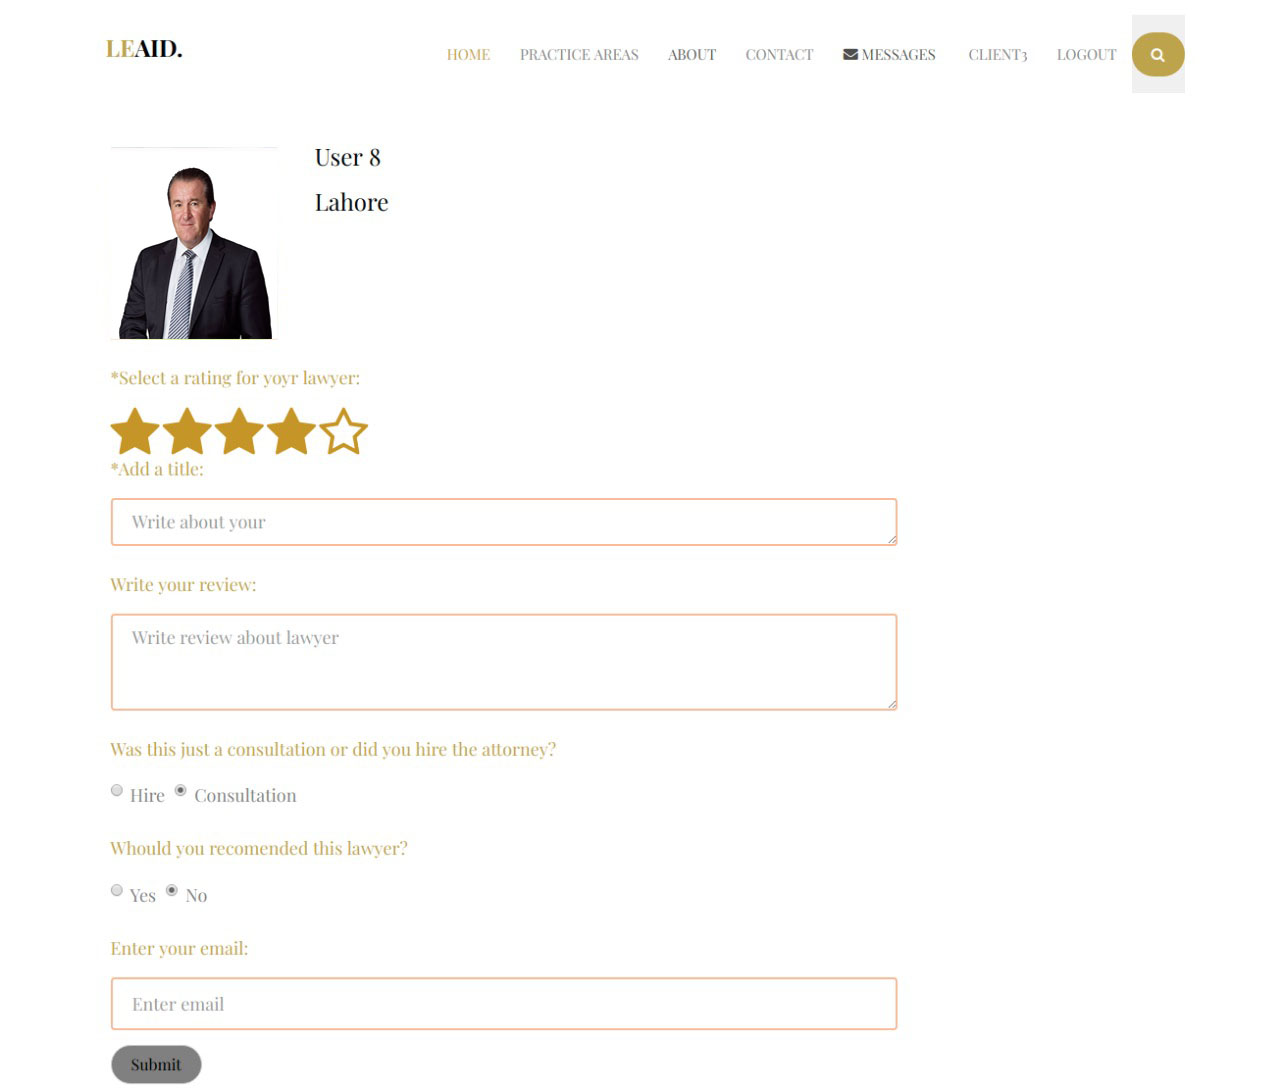 LEAID.
HOME PRACTICE AREAS ABOUT CONTACT MESSAGES CLIENT3 LOGOUT
User 8
Lahore
*Select a rating for yoyr lawyer:
*Add a title:
Write about your
Write your review:
Write review about lawyer
Was this just a consultation or did you hire the attorney?
Hire Consultation
Whould you recomended this lawyer?
Yes No
Enter your email:
Enter email
Submit